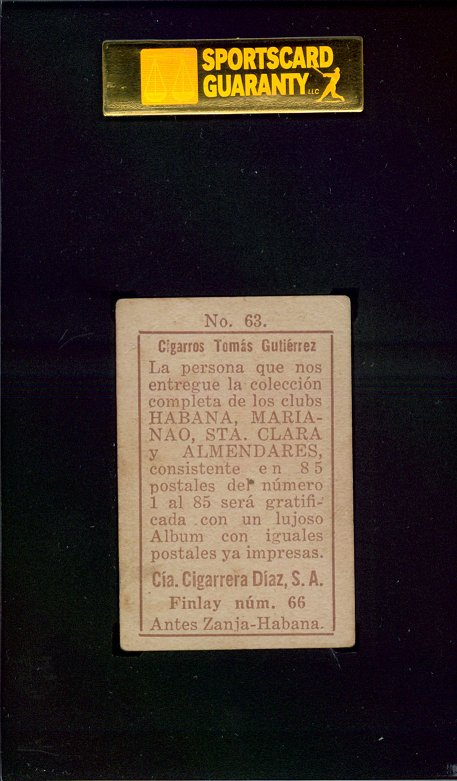 SPORTSCARD
GUARANTY LLC
No. 63.
Cigarros Tomás Gutiérrez
La persona que nos
entregue la colección
completa de los clubs
HABANA, MARIA-
NAO, STA. CLARA
y ALMENDARES,
consistente en 85
postales del número
1 al 85 será gratifi-
cada con un lujoso
Album con iguales
postales ya impresas.
Cía. Cigarrera Díaz, S. A.
Finlay núm. 66
Antes Zanja-Habana.